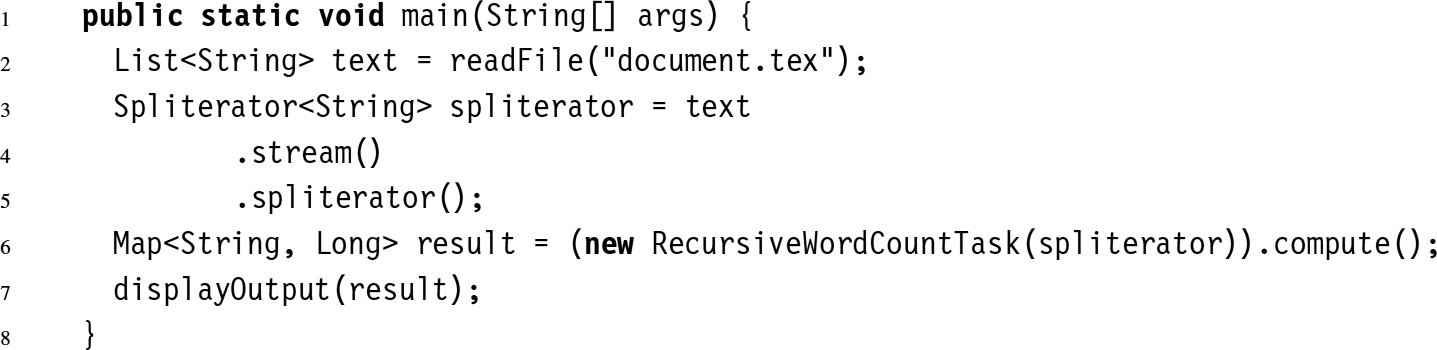 1 public static void main(String[] args) {
2 List<String> text = readFile("document.tex");
3 Spliterator<String> spliterator = text
4 .stream()
5 .spliterator();
6 Map<String, Long> result = (new RecursiveWordCountTask(spliterator)).compute();
7 displayOutput(result);
8 }